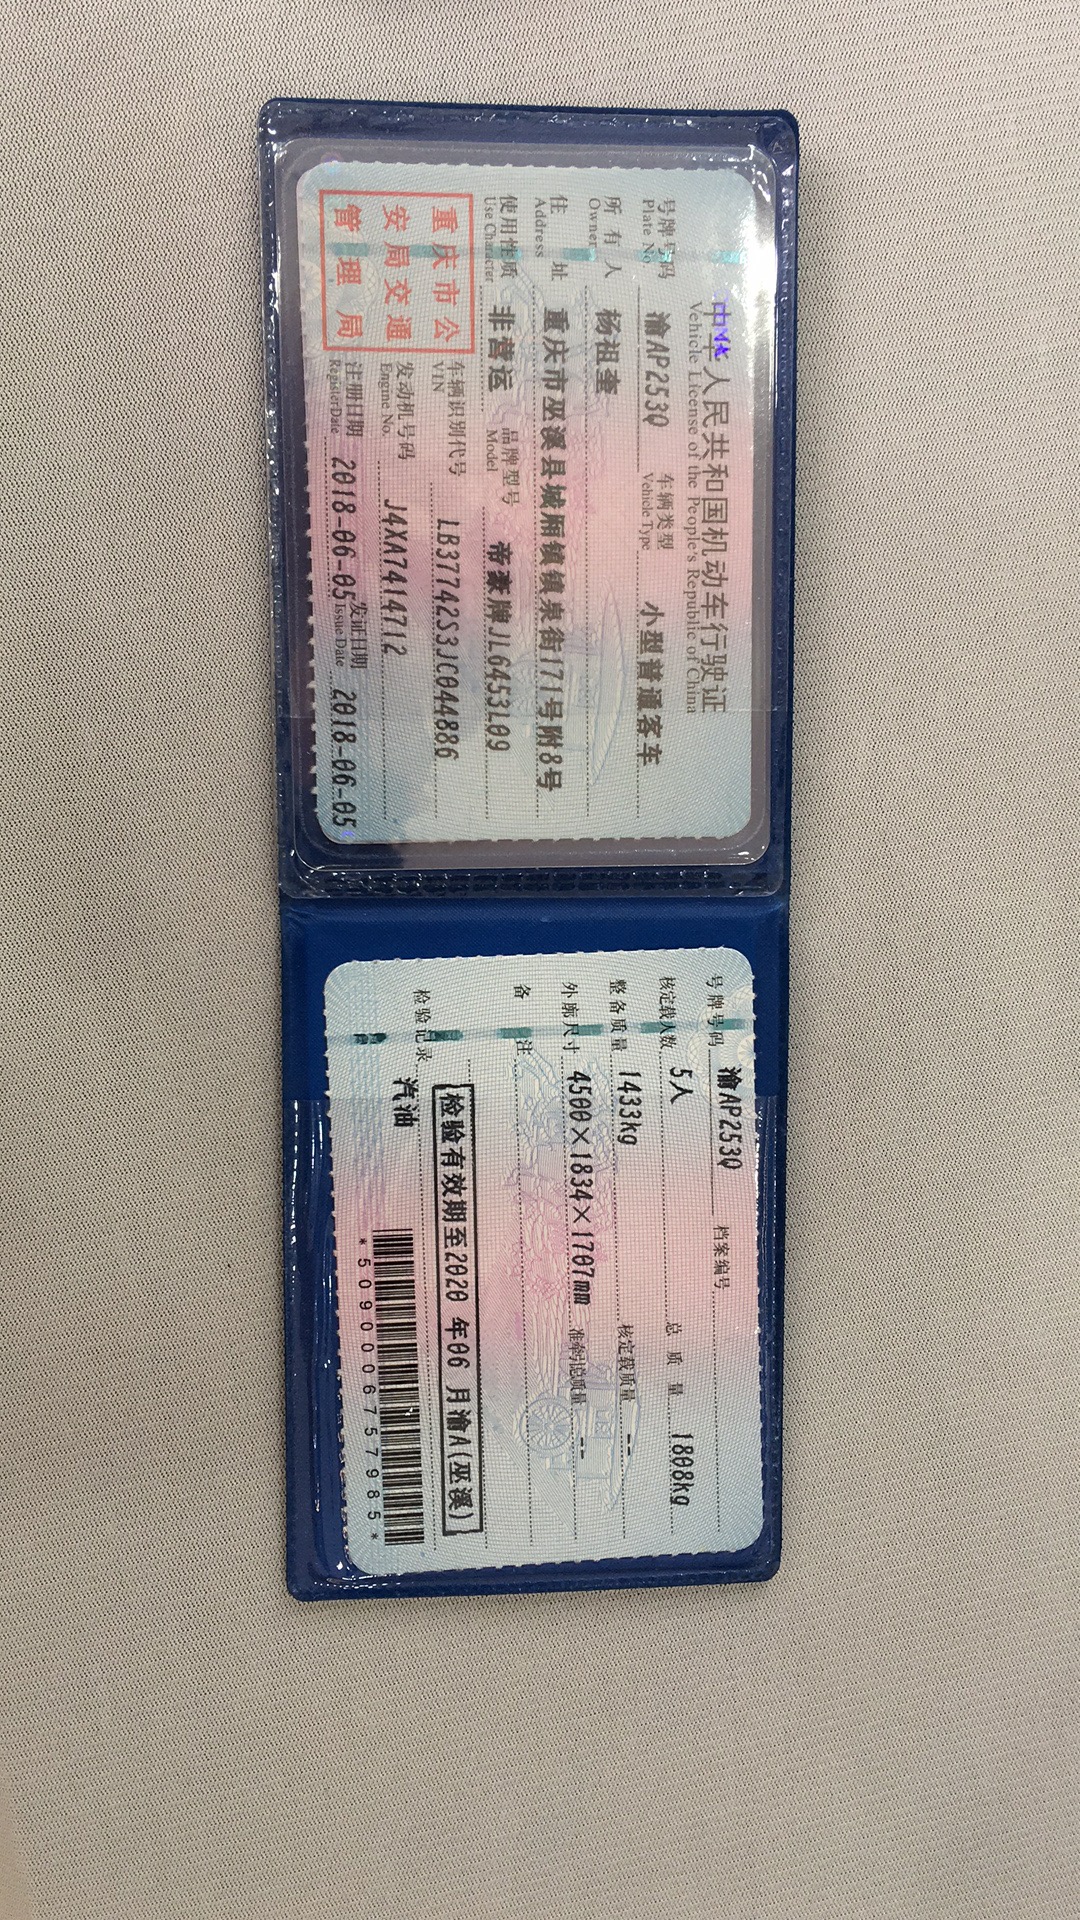 中华人民共和国机动车行驶证
Vehicle License of the People's Republic of China
号牌号码 渝AP253Q 车辆类型 小型普通客车
Plate No. Vehicle Type
所有人 杨祖奎
Owner
住址 重庆市巫溪县城厢镇镇泉街171号附8号
Address
使用性质 非营运 品牌型号 帝豪牌JL6453L09
Use Character Model
重庆市公
安局交通
管理局
车辆识别代号 LB37742S3JC044886
VIN
发动机号码 J4XA7414712
Engine No.
注册日期 2018-06-05 发证日期 2018-06-05
Register Date Issue Date
号牌号码 渝AP253Q 档案编号
核定载人数 5人 总质量 1808kg
整备质量 1433kg 核定载质量 --
外廓尺寸 4500×1834×1707mm 准牵引总质量 --
备注
检验有效期至2020 年06 月渝A(巫溪)
检验记录
汽油
*5090006757985*